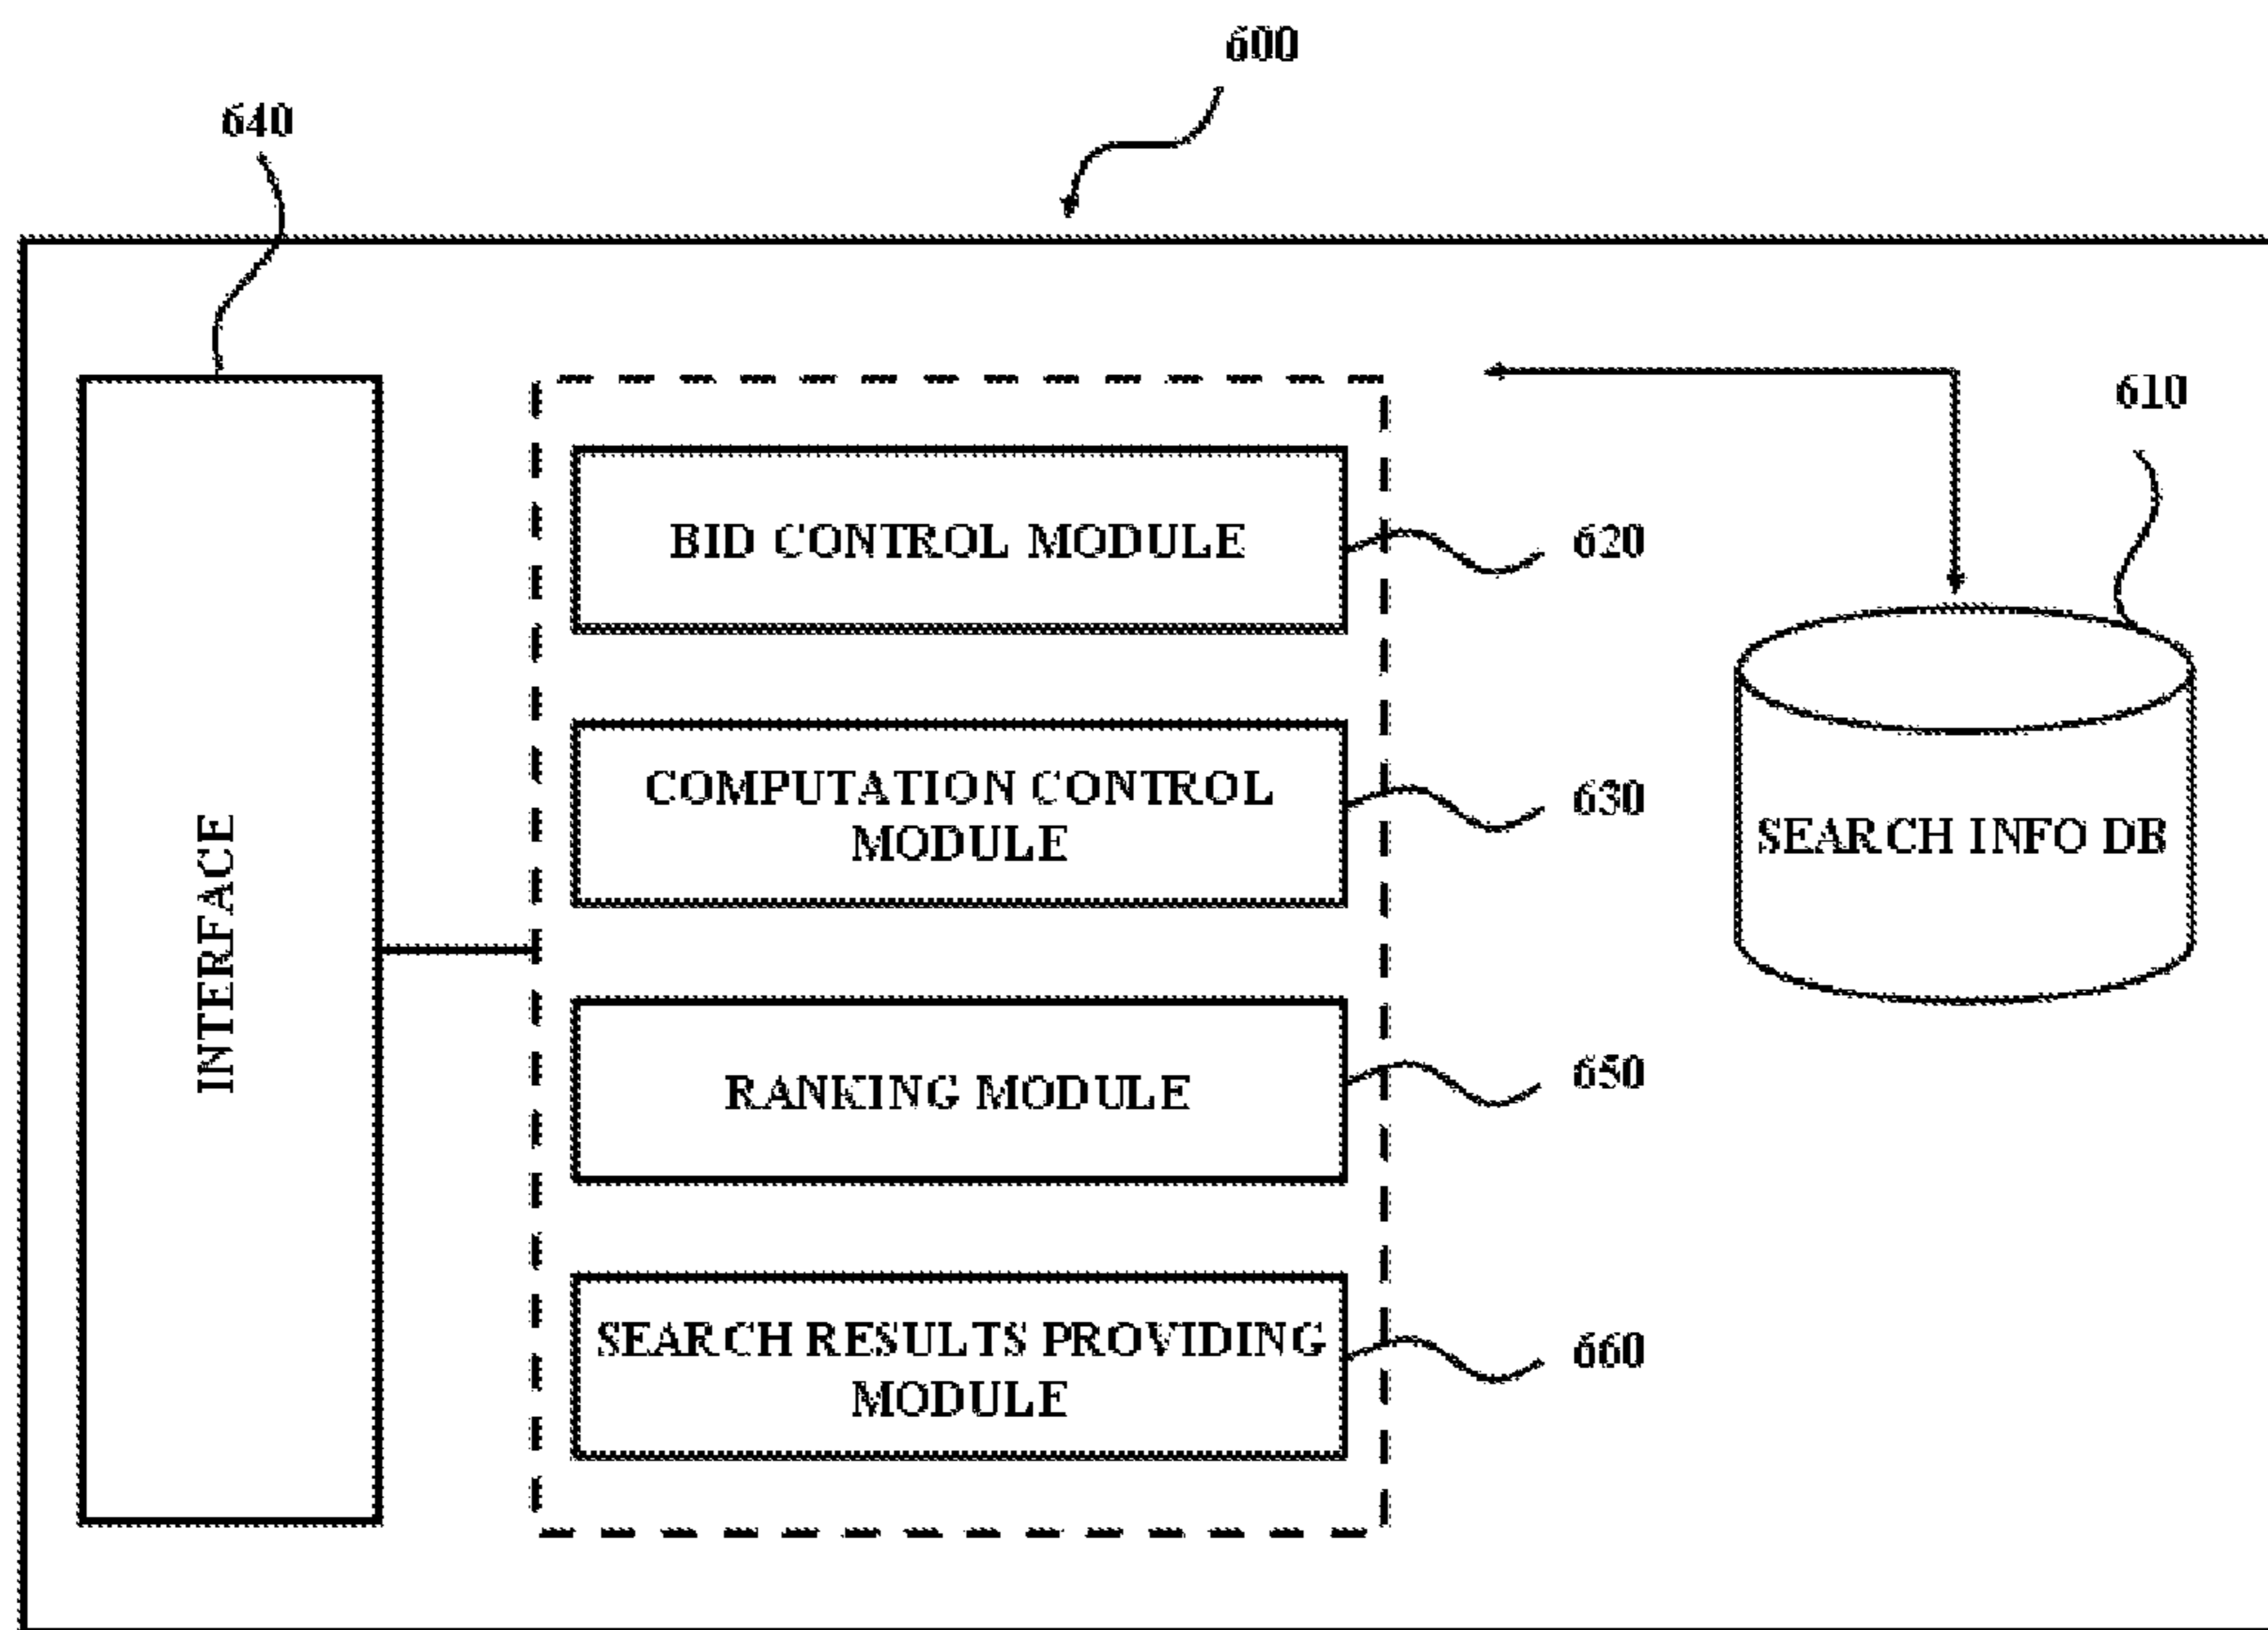 600
640
610
BID CONTROL MODULE
620
COMPUTATION CONTROL
MODULE
630
SEARCH INFO DB
INTERFACE
RANKING MODULE
650
SEARCH RESULTS PROVIDING
MODULE
660